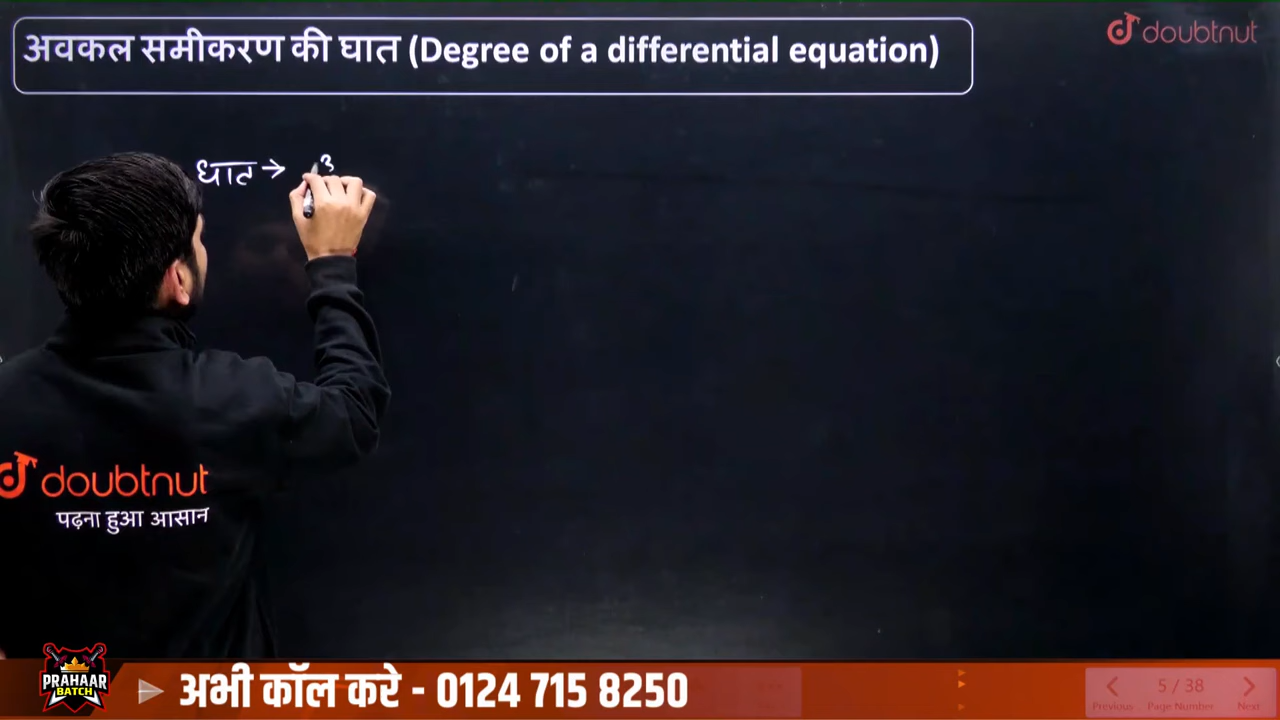 अवकल समीकरण की घात (Degree of a differential equation)
doubtnut
घात → 3
doubtnut
पढ़ना हुआ आसान
PRAHAAR
BATCH
अभी कॉल करे - 0124 715 8250
5 / 38
Previous Page Number Next